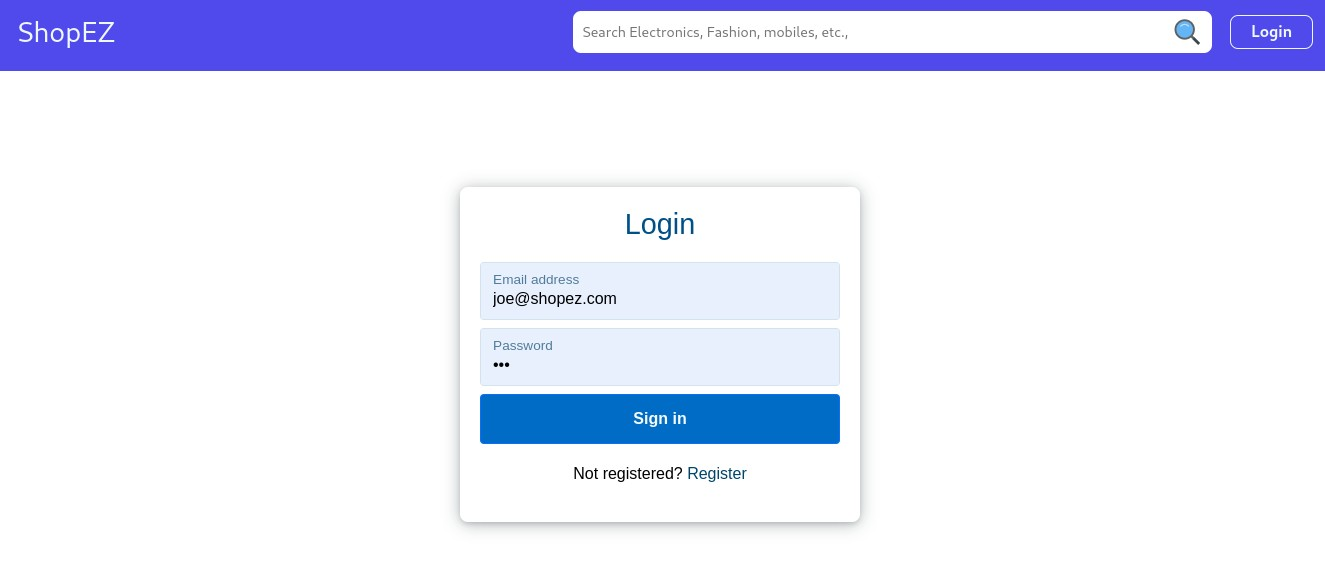 ShopEZ
Search Electronics, Fashion, mobiles, etc.,
Login
Login
Email address
joe@shopez.com
Password
•••
Sign in
Not registered? Register